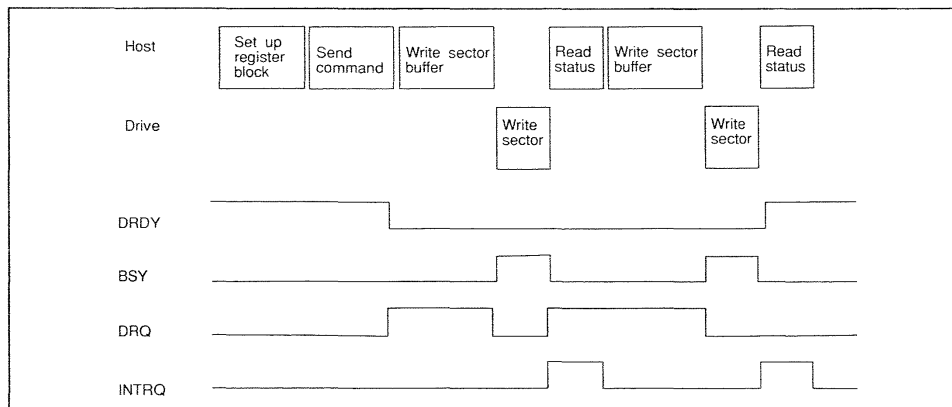 Host
Set up
register
block
Send
command
Write sector
buffer
Read
status
Write sector
buffer
Read
status
Drive
Write
sector
Write
sector
DRDY
BSY
DRQ
INTRQ